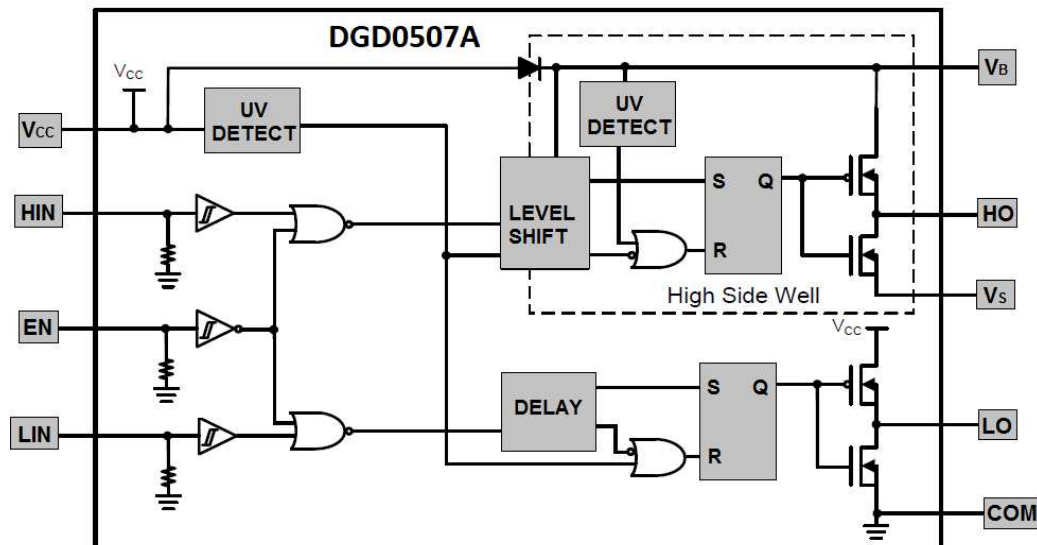 DGD0507A
VCC
VCC
UV
DETECT
VB
UV
DETECT
HIN
LEVEL
SHIFT
S
Q
R
HO
High Side Well
VS
EN
VCC
LIN
DELAY
S
Q
R
LO
COM